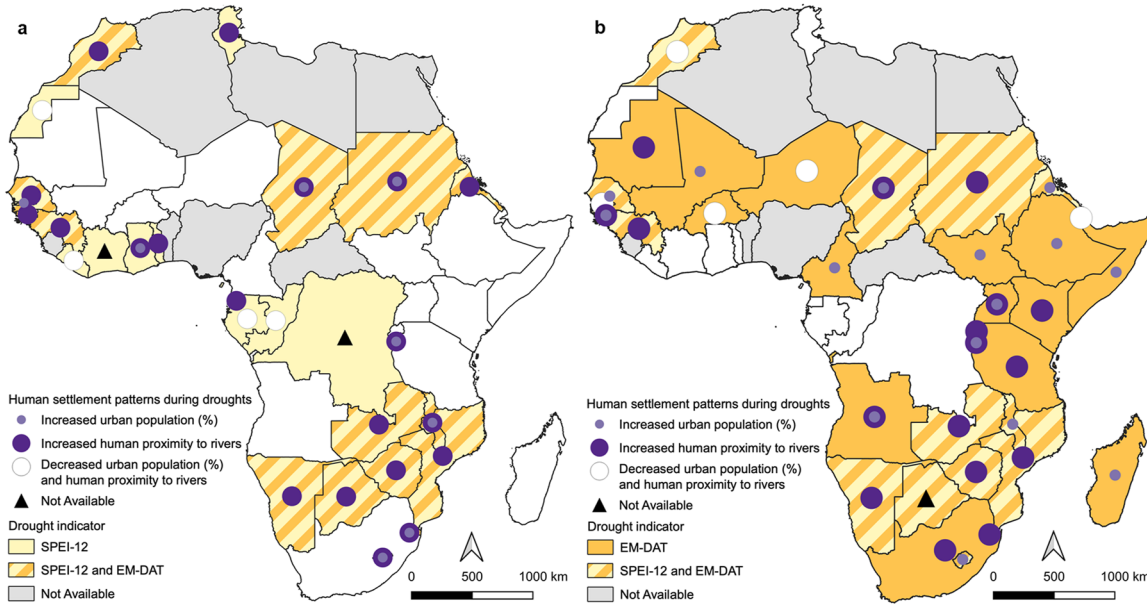 a
Human settlement patterns during droughts
Increased urban population (%)
Increased human proximity to rivers
Decreased urban population (%)
and human proximity to rivers
Not Available
Drought indicator
SPEI-12
SPEI-12 and EM-DAT
Not Available
0 500 1000 km
b
Human settlement patterns during droughts
Increased urban population (%)
Increased human proximity to rivers
Decreased urban population (%)
and human proximity to rivers
Not Available
Drought indicator
EM-DAT
SPEI-12 and EM-DAT
Not Available
0 500 1000 km